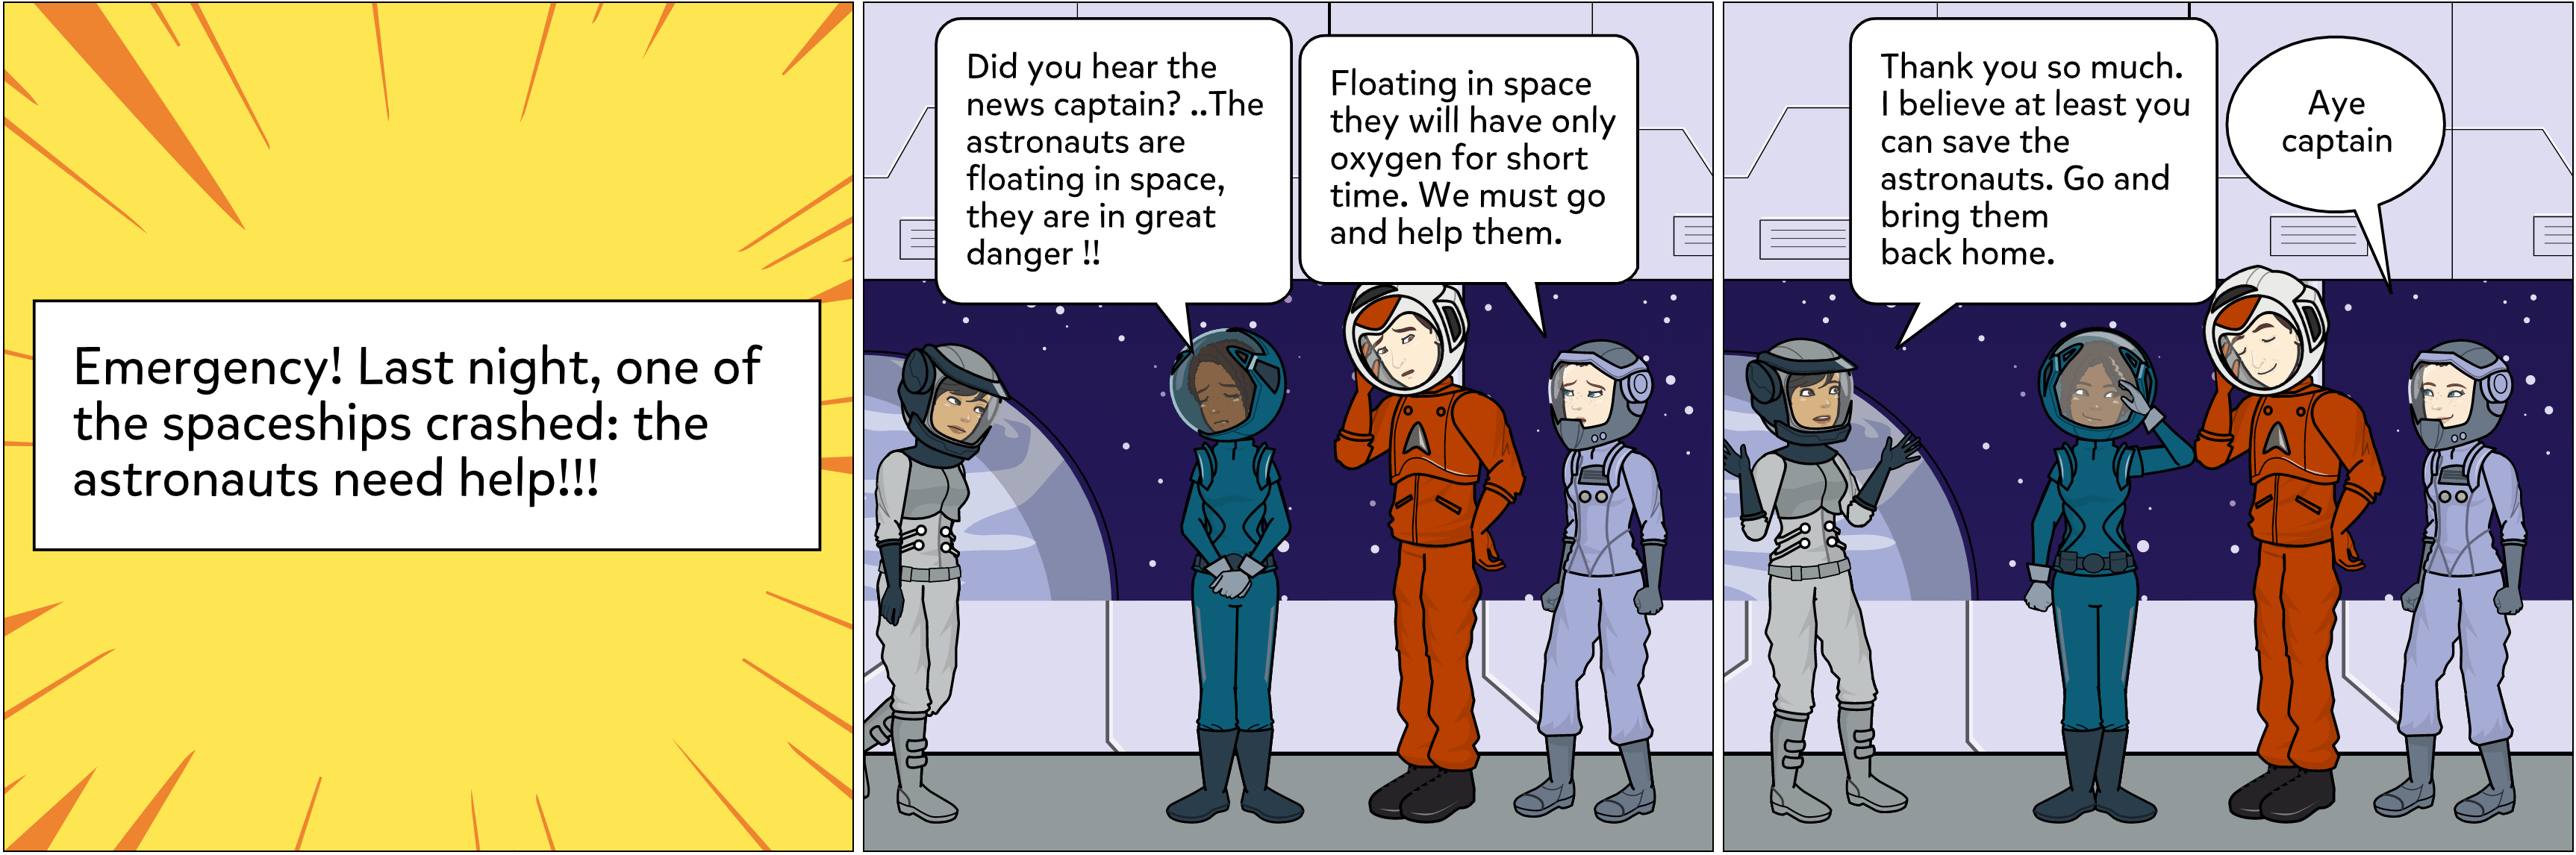 Emergency! Last night, one of
the spaceships crashed: the
astronauts need help!!!
Did you hear the
news captain? ..The
astronauts are
floating in space,
they are in great
danger !!
Floating in space
they will have only
oxygen for short
time. We must go
and help them.
Thank you so much.
I believe at least you
can save the
astronauts. Go and
bring them
back home.
Aye
captain